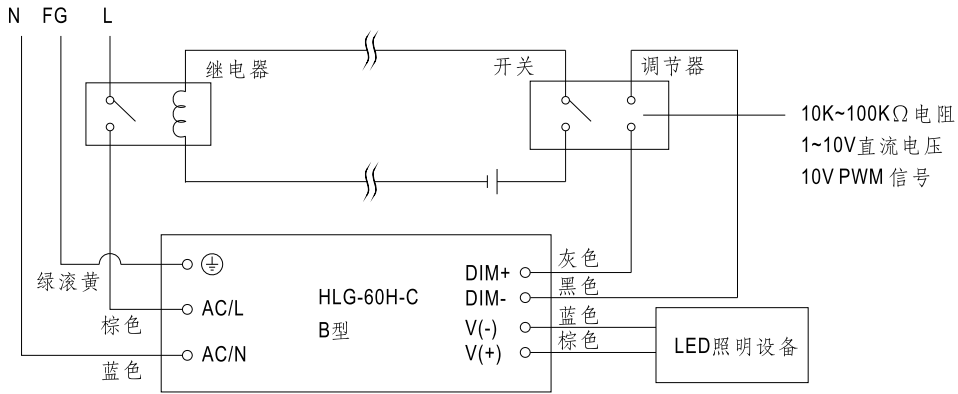 N FG L
继电器
开关
调节器
10K~100KΩ电阻
1~10V直流电压
10V PWM 信号
绿滚黄
棕色
蓝色
AC/L
AC/N
HLG-60H-C
B型
DIM+
DIM-
V(-)
V(+)
灰色
黑色
蓝色
棕色
LED照明设备